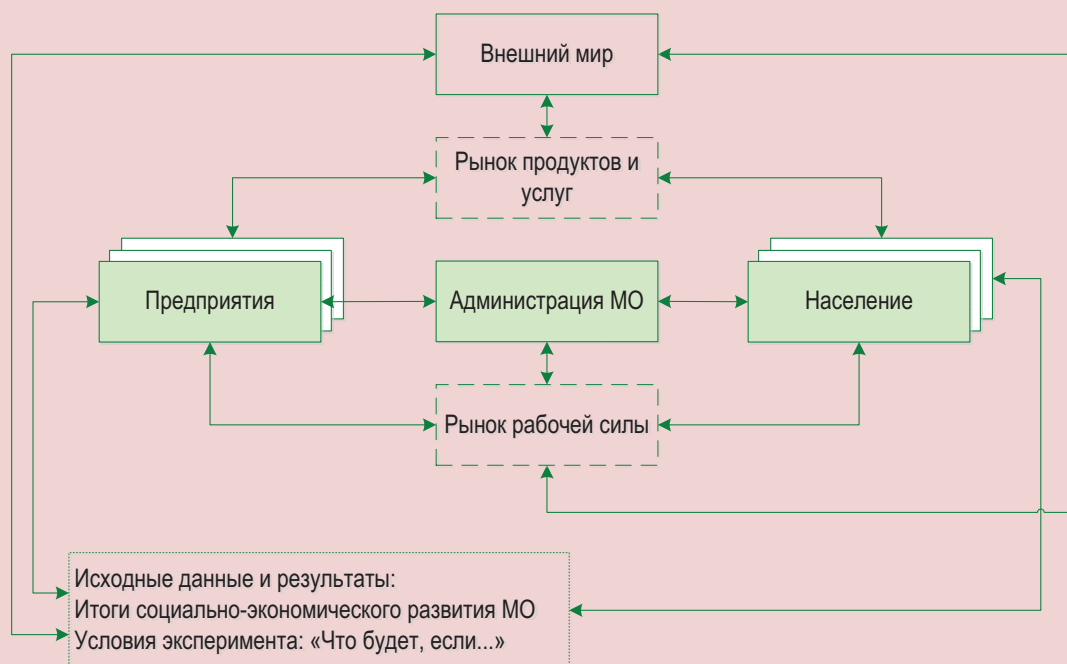 Внешний мир
Рынок продуктов и
услуг
Предприятия
Администрация МО
Население
Рынок рабочей силы
Исходные данные и результаты:
Итоги социально-экономического развития МО
Условия эксперимента: «Что будет, если...»